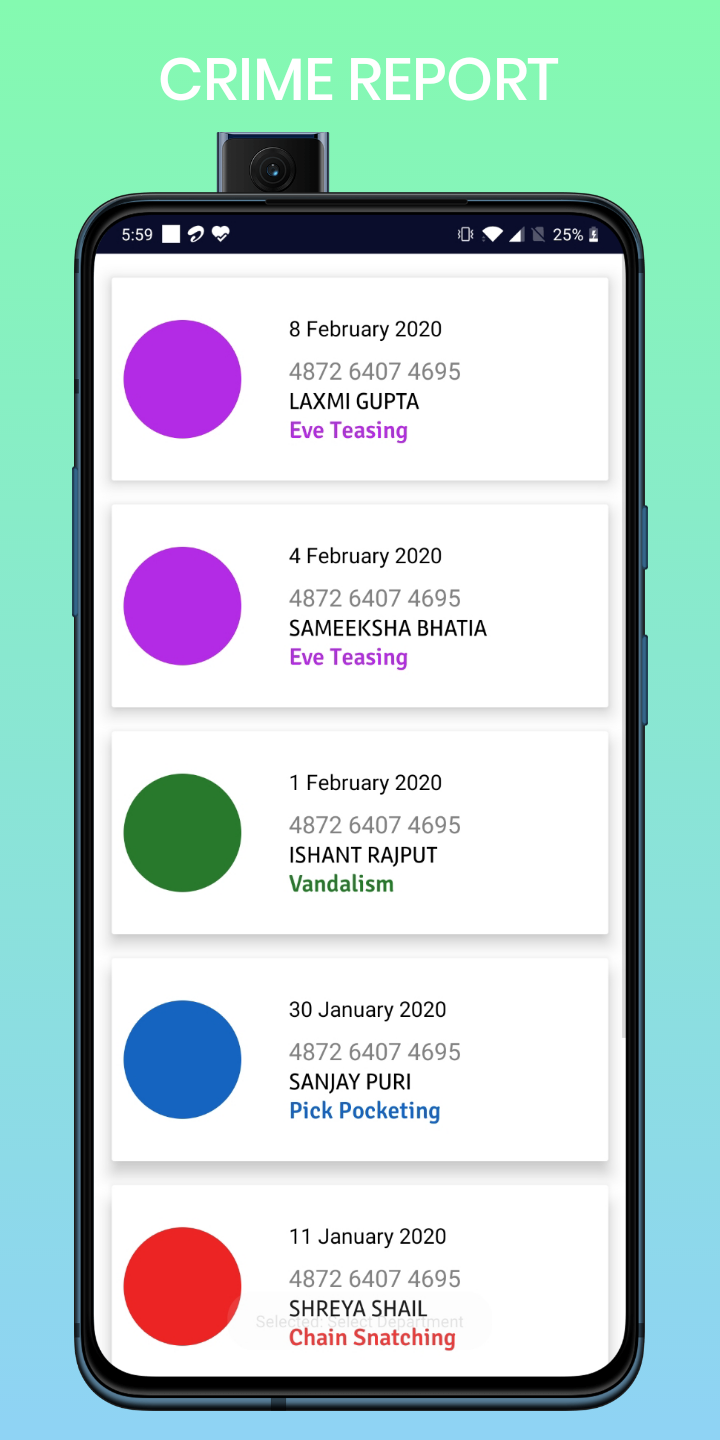 CRIME REPORT
5:59
25%
8 February 2020
4872 6407 4695
LAXMI GUPTA
Eve Teasing
4 February 2020
4872 6407 4695
SAMEEKSHA BHATIA
Eve Teasing
1 February 2020
4872 6407 4695
ISHANT RAJPUT
Vandalism
30 January 2020
4872 6407 4695
SANJAY PURI
Pick Pocketing
11 January 2020
4872 6407 4695
SHREYA SHAIL
Selected: Select Department
Chain Snatching